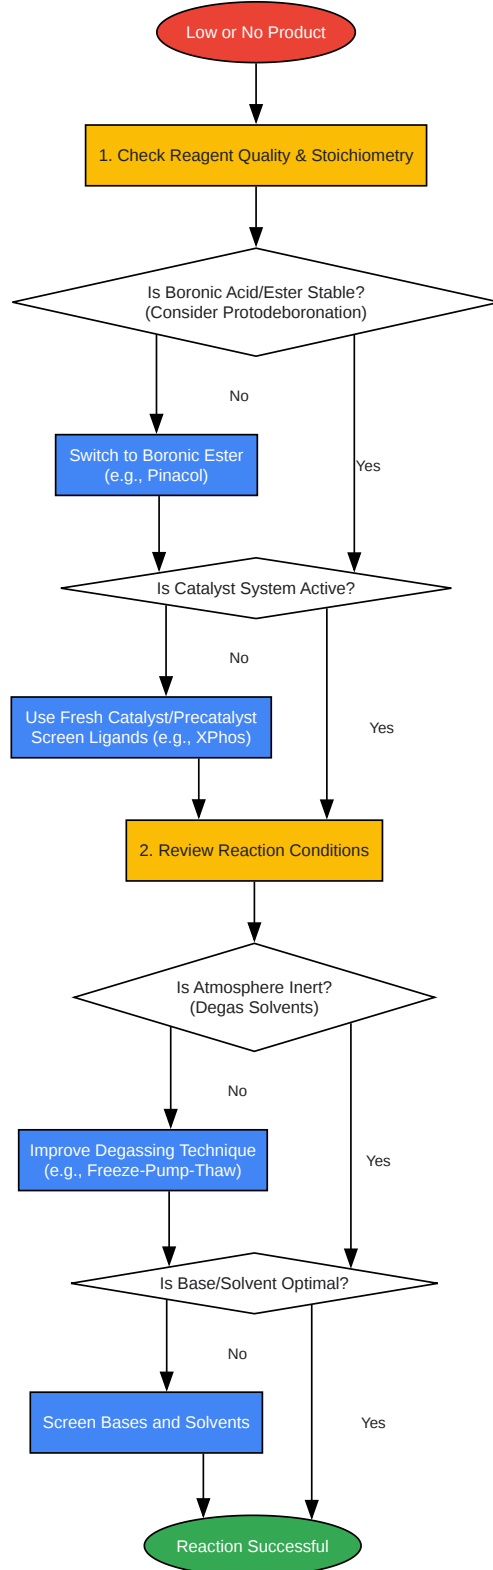 Low or No Product
1. Check Reagent Quality & Stoichiometry
Is Boronic Acid/Ester Stable?
(Consider Protodeboronation)
No
Switch to Boronic Ester
(e.g., Pinacol)
Yes
Is Catalyst System Active?
No
Use Fresh Catalyst/Precatalyst
Screen Ligands (e.g., XPhos)
Yes
2. Review Reaction Conditions
Is Atmosphere Inert?
(Degas Solvents)
No
Improve Degassing Technique
(e.g., Freeze-Pump-Thaw)
Yes
Is Base/Solvent Optimal?
No
Screen Bases and Solvents
Yes
Reaction Successful